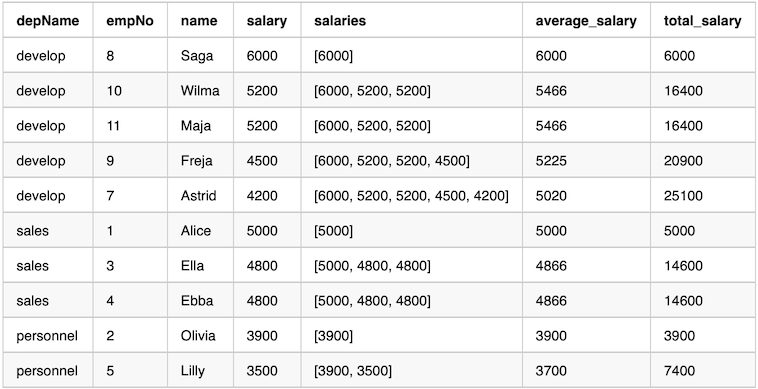 depName empNo name salary salaries average_salary total_salary
develop 8 Saga 6000 [6000] 6000 6000
develop 10 Wilma 5200 [6000, 5200, 5200] 5466 16400
develop 11 Maja 5200 [6000, 5200, 5200] 5466 16400
develop 9 Freja 4500 [6000, 5200, 5200, 4500] 5225 20900
develop 7 Astrid 4200 [6000, 5200, 5200, 4500, 4200] 5020 25100
sales 1 Alice 5000 [5000] 5000 5000
sales 3 Ella 4800 [5000, 4800, 4800] 4866 14600
sales 4 Ebba 4800 [5000, 4800, 4800] 4866 14600
personnel 2 Olivia 3900 [3900] 3900 3900
personnel 5 Lilly 3500 [3900, 3500] 3700 7400